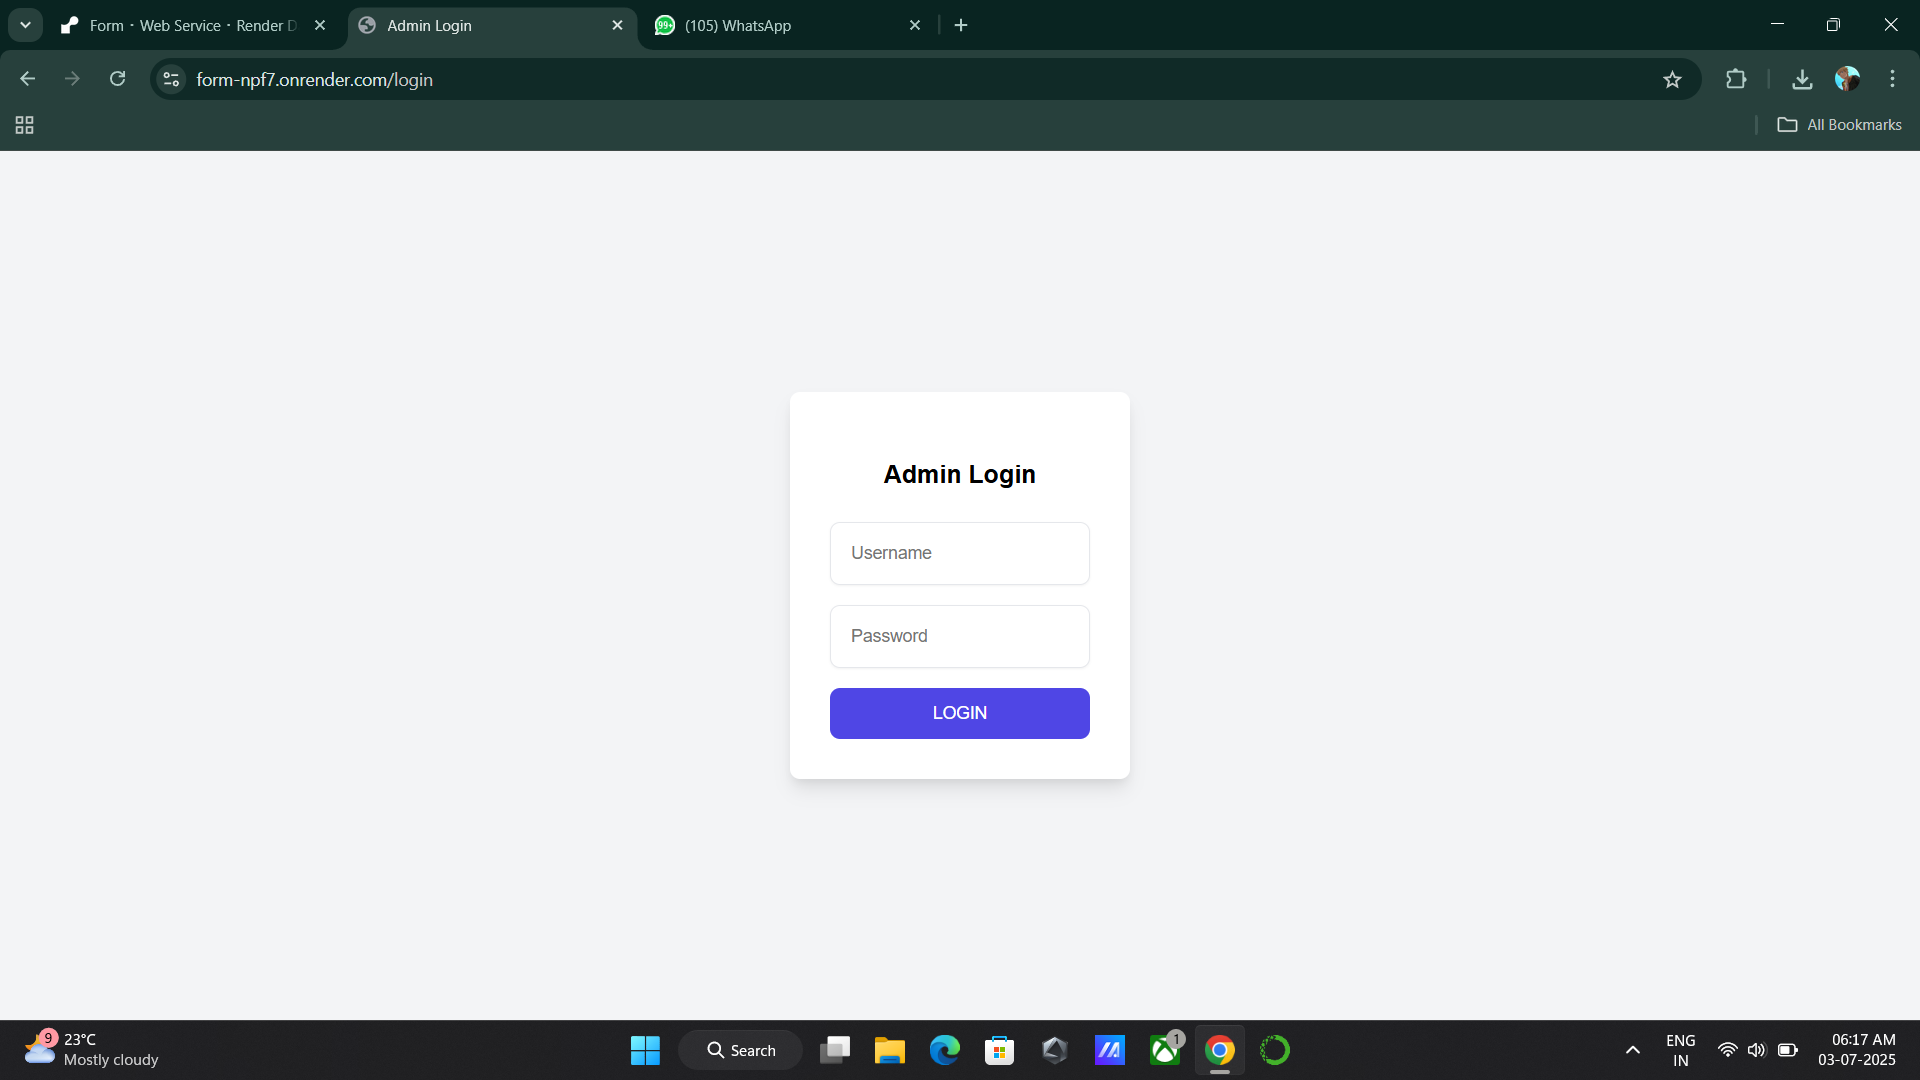 Form · Web Service · Render D
Admin Login
99+
(105) WhatsApp
form-npf7.onrender.com/login
All Bookmarks
Admin Login
Username
Password
LOGIN
9
23°C
Mostly cloudy
Search
1
ENG
IN
06:17 AM
03-07-2025